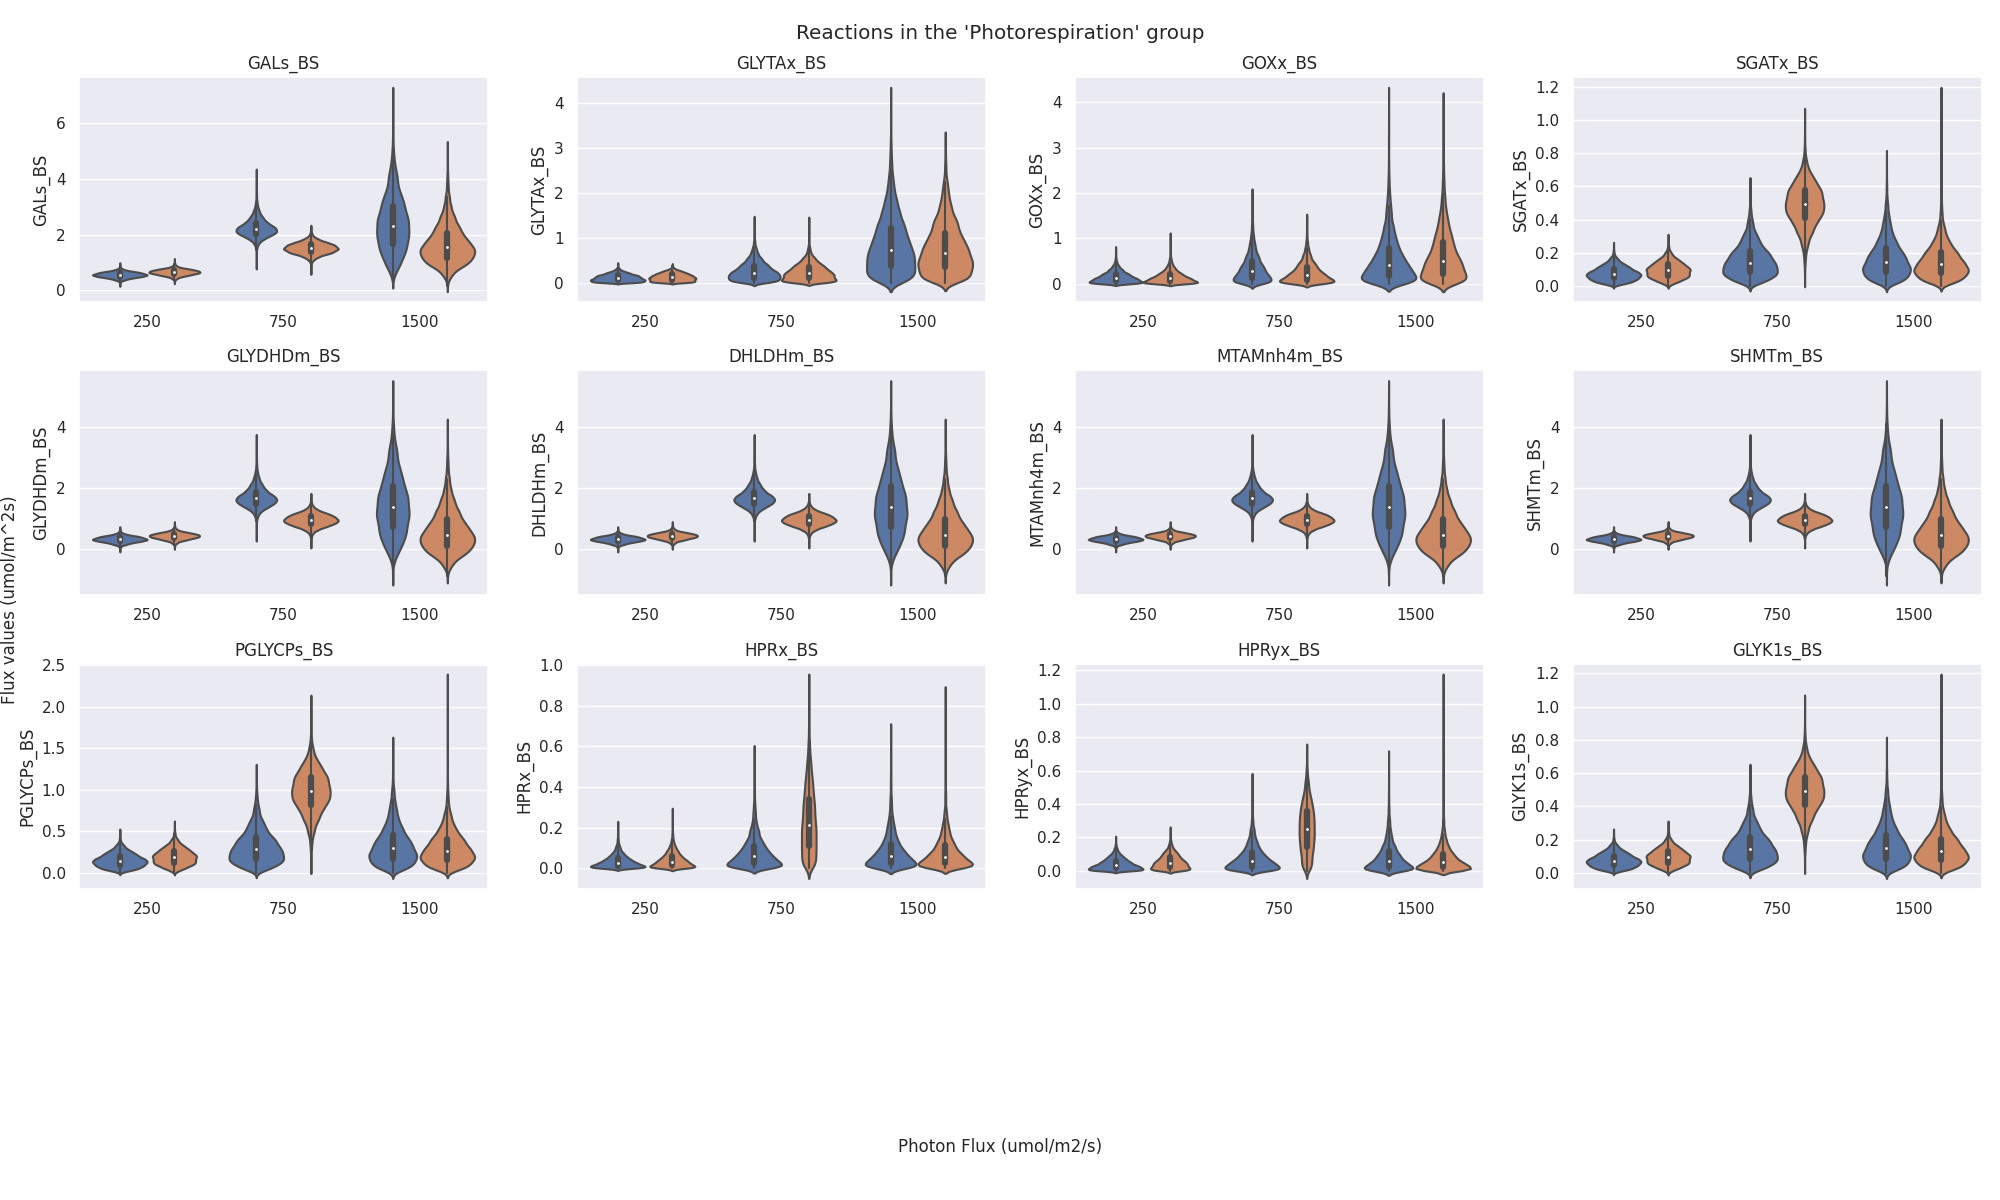 Reactions in the 'Photorespiration' group
GALs_BS
GALs_BS
6
4
2
0
250 750 1500
GLYTAx_BS
GLYTAx_BS
4
3
2
1
0
250 750 1500
GOXx_BS
GOXx_BS
4
3
2
1
0
250 750 1500
SGATx_BS
SGATx_BS
1.2
1.0
0.8
0.6
0.4
0.2
0.0
250 750 1500
GLYDHDm_BS
GLYDHDm_BS
4
2
0
250 750 1500
DHLDHm_BS
DHLDHm_BS
4
2
0
250 750 1500
MTAMnh4m_BS
MTAMnh4m_BS
4
2
0
250 750 1500
SHMTm_BS
SHMTm_BS
4
2
0
250 750 1500
Flux values (umol/m^2s)
PGLYCPs_BS
PGLYCPs_BS
2.5
2.0
1.5
1.0
0.5
0.0
250 750 1500
HPRx_BS
HPRx_BS
1.0
0.8
0.6
0.4
0.2
0.0
250 750 1500
HPRyx_BS
HPRyx_BS
1.2
1.0
0.8
0.6
0.4
0.2
0.0
250 750 1500
GLYK1s_BS
GLYK1s_BS
1.2
1.0
0.8
0.6
0.4
0.2
0.0
250 750 1500
Photon Flux (umol/m2/s)